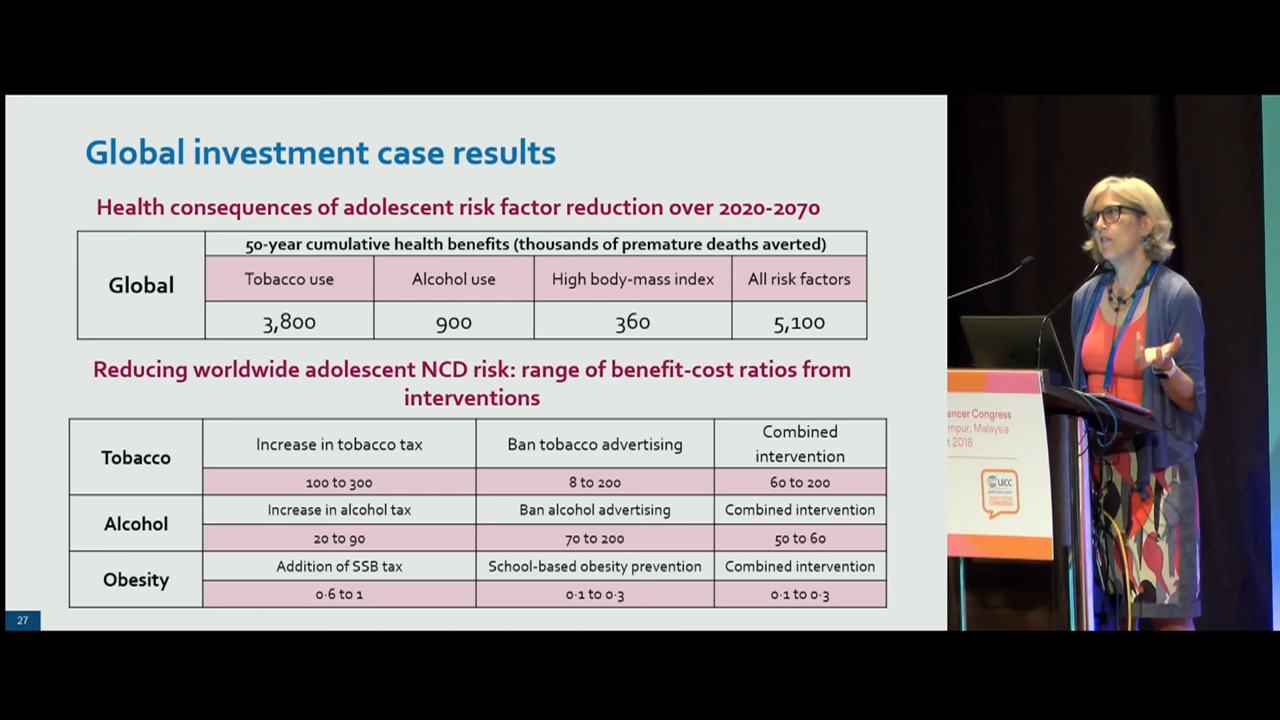 Global investment case results
Health consequences of adolescent risk factor reduction over 2020-2070
Global
50-year cumulative health benefits (thousands of premature deaths averted)
Tobacco use
Alcohol use
High body-mass index
All risk factors
3,800
900
360
5,100
Reducing worldwide adolescent NCD risk: range of benefit-cost ratios from
interventions
Tobacco
Increase in tobacco tax
Ban tobacco advertising
Combined
intervention
100 to 300
8 to 200
60 to 200
Alcohol
Increase in alcohol tax
Ban alcohol advertising
Combined intervention
20 to 90
70 to 200
50 to 60
Obesity
Addition of SSB tax
School-based obesity prevention
Combined intervention
0·6 to 1
0·1 to 0·3
0·1 to 0·3
27
ancer Congress
mpur, Malaysia
t 2018
uicc